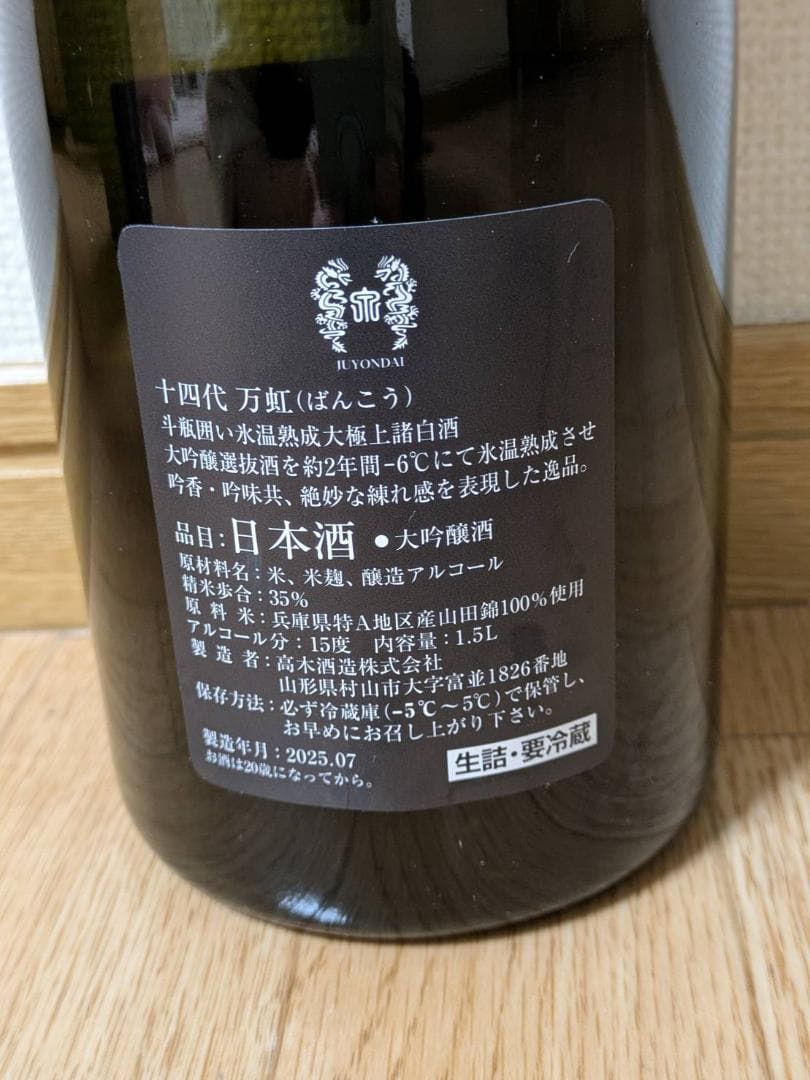 JUYONDAI
十四代 万虹(ばんこう)
斗瓶囲い氷温熟成大極上諸白酒
大吟醸選抜酒を約2年間-6℃にて氷温熟成させ
吟香・吟味共、絶妙な練れ感を表現した逸品。
品目:日本酒 ●大吟醸酒
原材料名:米、米麹、醸造アルコール
精米歩合:35%
原料米:兵庫県特A地区産山田錦100%使用
アルコール分:15度 内容量:1.5L
製造者:高木酒造株式会社
山形県村山市大字富並1826番地
保存方法:必ず冷蔵庫(-5℃~5℃)で保管し、
お早めにお召し上がり下さい。
製造年月:2025.07
お酒は20歳になってから。
生詰・要冷蔵